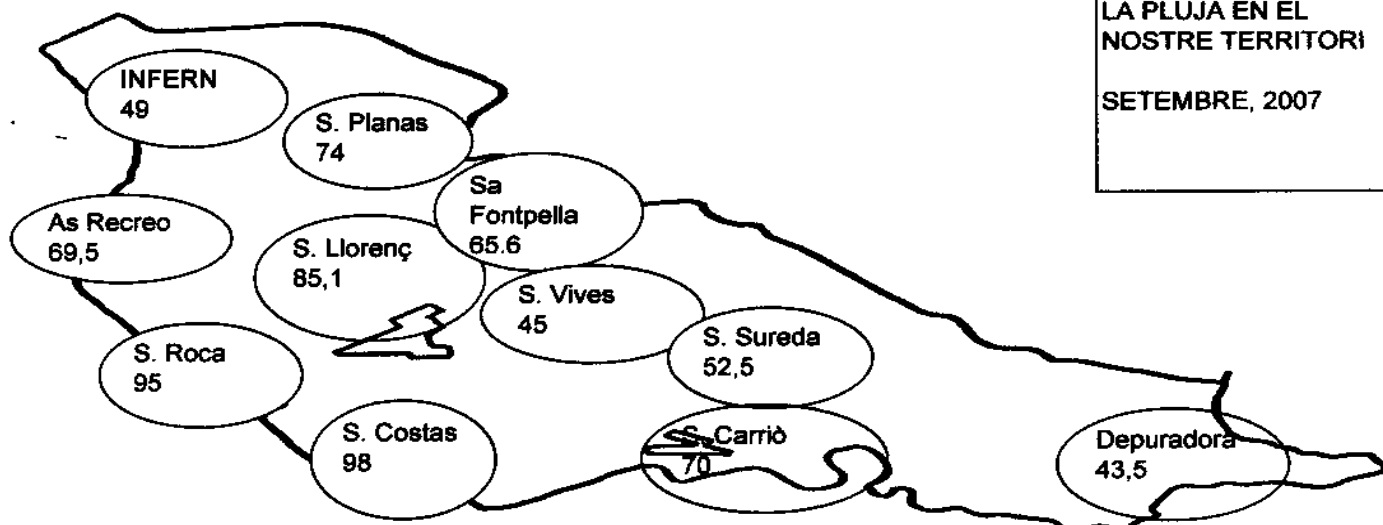 LA PLUJA EN EL
NOSTRE TERRITORI
SETEMBRE, 2007
INFERN
49
S. Planas
74
Sa
Fontpella
65.6
As Recreo
69,5
S. Llorenç
85,1
S. Vives
45
S. Roca
95
S. Sureda
52,5
S. Costas
98
S. Carriò
70
Depuradora
43,5